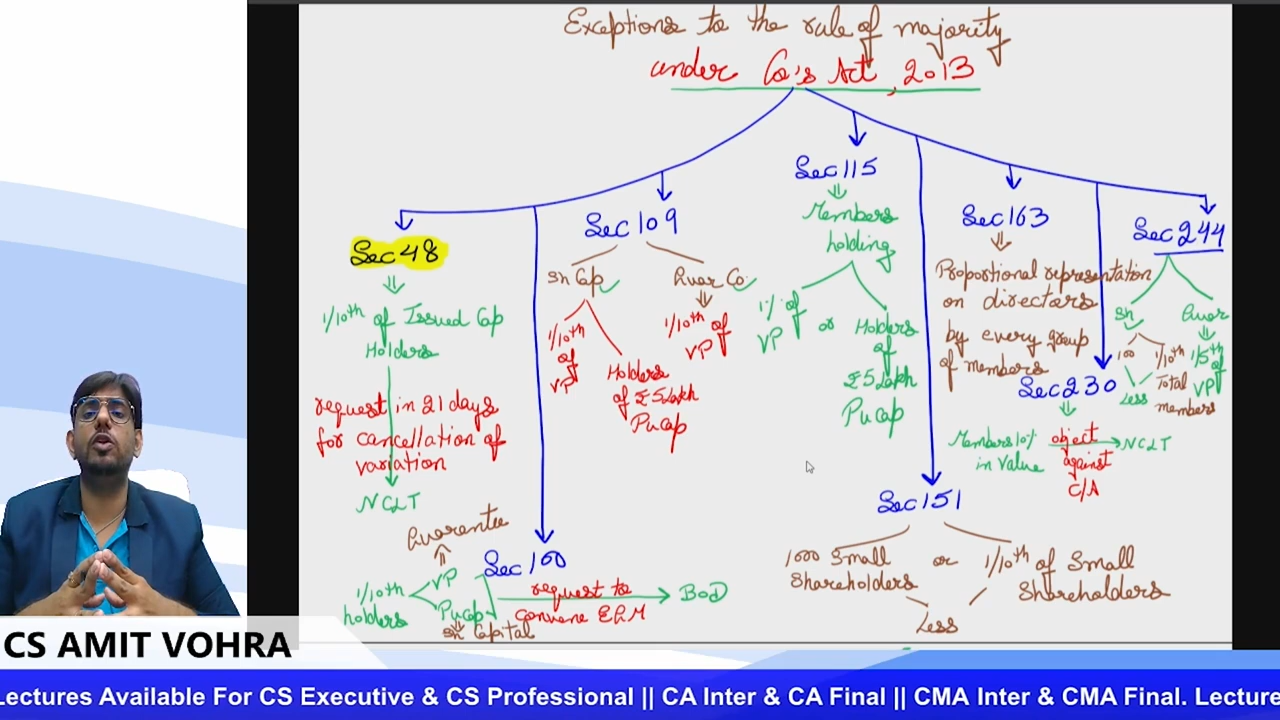 Exceptions to the rule of majority
under Co's Act, 2013
Sec 48
1/10th of Issued Cap
Holders
request in 21 days
for cancellation of
variation
NCLT
Sec 109
sh Cap
1/10th
of
VP
Holders
of ₹5 Lakh
Pucap
Guar Co
1/10th of
VP
Sec 115
Members
holding
1% of
VP
or
Holders
of
₹5 Lakh
Pucap
Sec 163
Proportional representation
on directors
by every group
of members
Sec 244
Sh
100
1/10th
Total
members
Less
Guar
1/5th
of
VP
Sec 230
Members 10%
in Value
object
against
C/A
NCLT
Sec 100
Guarantee
1/10th
holders
VP
Pucap
Sh Capital
request to
convene EGM
BoD
Sec 151
1000 Small
Shareholders
or
1/10th of Small
Shareholders
Less
CS AMIT VOHRA
Lectures Available For CS Executive & CS Professional || CA Inter & CA Final || CMA Inter & CMA Final. Lecture